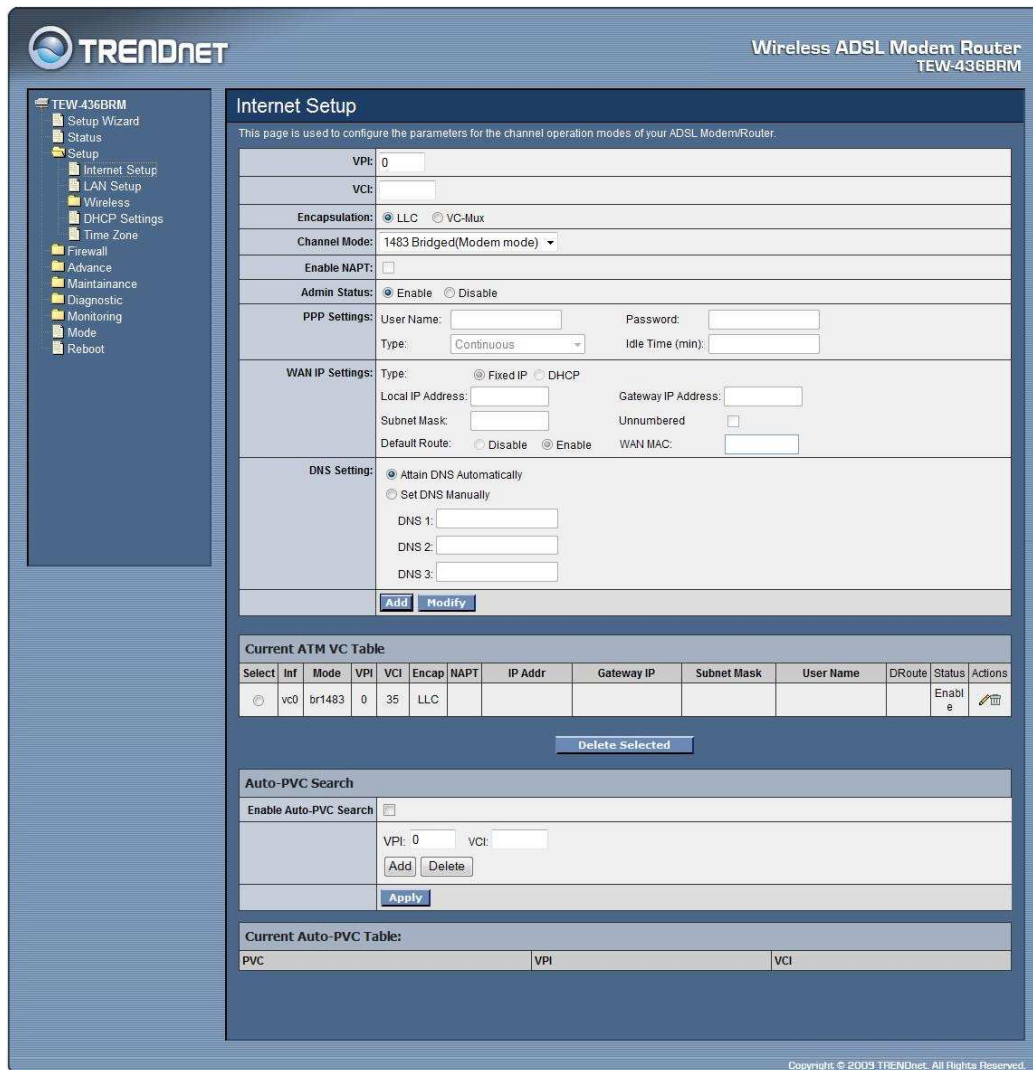 TRENDNET
Wireless ADSL Modem Router
TEW-436BRM
TEW-436BRM
Setup Wizard
Status
Setup
Internet Setup
LAN Setup
Wireless
DHCP Settings
Time Zone
Firewall
Advance
Maintainance
Diagnostic
Monitoring
Mode
Reboot
Internet Setup
This page is used to configure the parameters for the channel operation modes of your ADSL Modem/Router.
VPI: 0
VCI:
Encapsulation: LLC VC-Mux
Channel Mode: 1483 Bridged(Modem mode)
Enable NAPT:
Admin Status: Enable Disable
PPP Settings: User Name: Password:
Type: Continuous Idle Time (min):
WAN IP Settings: Type: Fixed IP DHCP
Local IP Address: Gateway IP Address:
Subnet Mask: Unnumbered
Default Route: Disable Enable WAN MAC:
DNS Setting: Attain DNS Automatically
Set DNS Manually
DNS 1:
DNS 2:
DNS 3:
Add Modify
Current ATM VC Table
Select Inf Mode VPI VCI Encap NAPT IP Addr Gateway IP Subnet Mask User Name DRoute Status Actions
vc0 br1483 0 35 LLC Enabl
e
Delete Selected
Auto-PVC Search
Enable Auto-PVC Search
VPI: 0 VCI:
Add Delete
Apply
Current Auto-PVC Table:
PVC VPI VCI
Copyright © 2009 TRENDnet. All Rights Reserved.